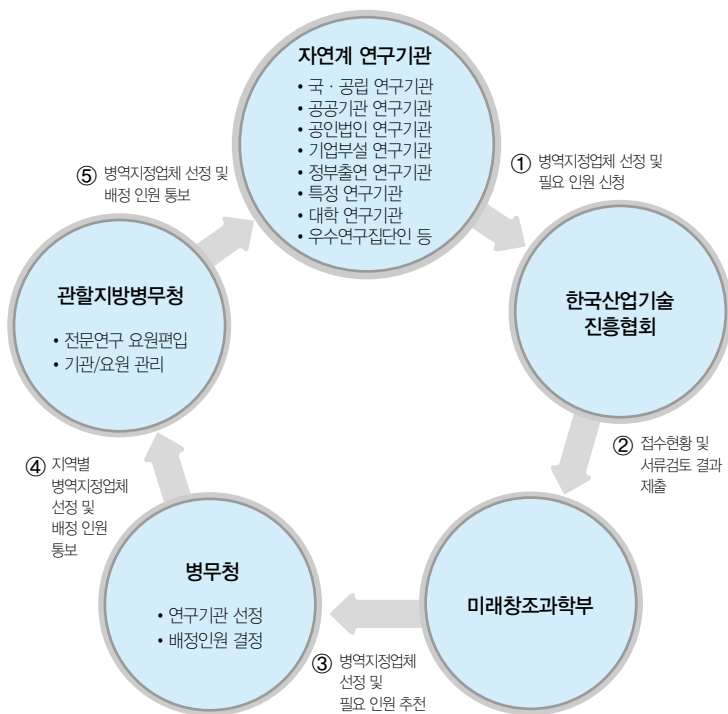 자연계 연구기관
• 국 · 공립 연구기관
• 공공기관 연구기관
• 공인법인 연구기관
• 기업부설 연구기관
• 정부출연 연구기관
• 특정 연구기관
• 대학 연구기관
• 우수연구집단인 등
① 병역지정업체 선정 및
필요 인원 신청
한국산업기술
진흥협회
② 접수현황 및
서류검토 결과
제출
미래창조과학부
③ 병역지정업체
선정 및
필요 인원 추천
병무청
• 연구기관 선정
• 배정인원 결정
④ 지역별
병역지정업체
선정 및
배정 인원
통보
관할지방병무청
• 전문연구 요원편입
• 기관/요원 관리
⑤ 병역지정업체 선정 및
배정 인원 통보